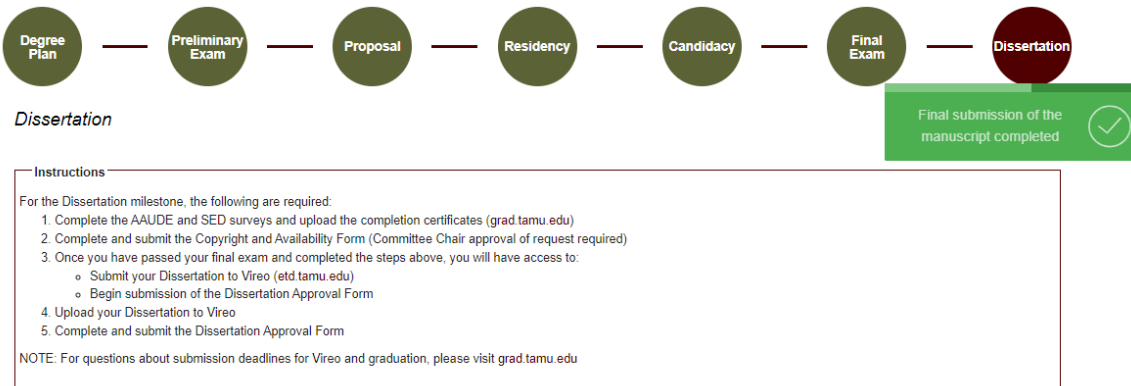 Degree
Plan
Preliminary
Exam
Proposal
Residency
Candidacy
Final
Exam
Dissertation
Dissertation
Final submission of the
manuscript completed
Instructions
For the Dissertation milestone, the following are required:
1. Complete the AAUDE and SED surveys and upload the completion certificates (grad.tamu.edu)
2. Complete and submit the Copyright and Availability Form (Committee Chair approval of request required)
3. Once you have passed your final exam and completed the steps above, you will have access to:
Submit your Dissertation to Vireo (etd.tamu.edu)
Begin submission of the Dissertation Approval Form
4. Upload your Dissertation to Vireo
5. Complete and submit the Dissertation Approval Form
NOTE: For questions about submission deadlines for Vireo and graduation, please visit grad.tamu.edu